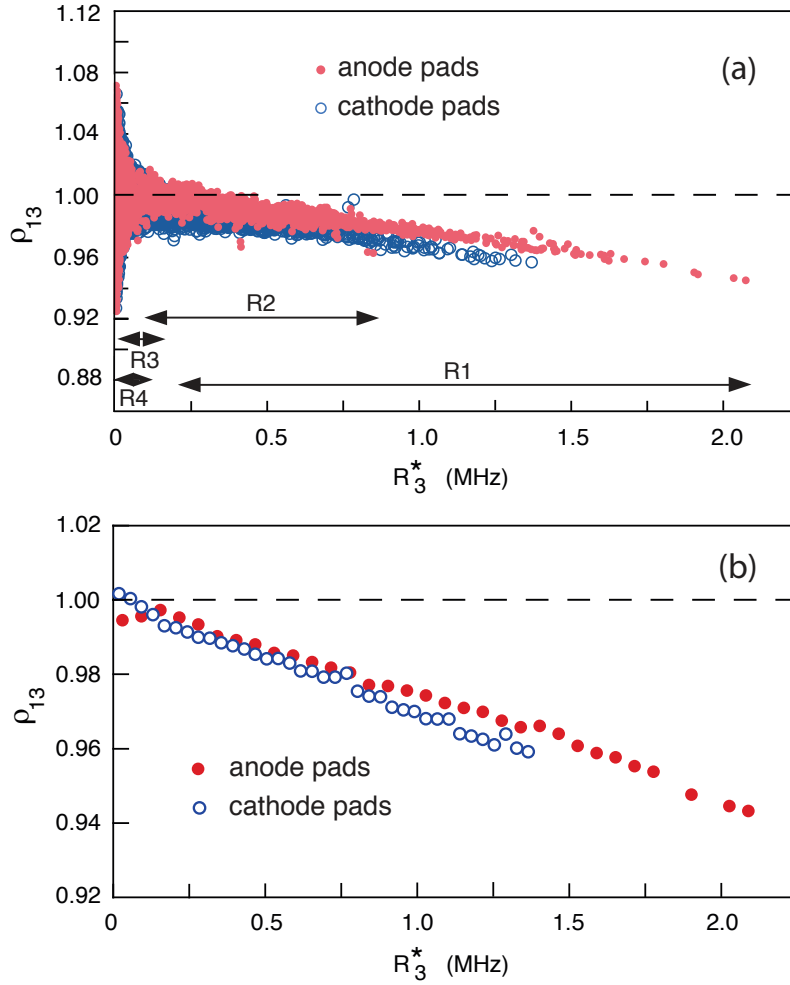 1.12
1.08
1.04
1.00
0.96
0.92
0.88
ρ13
(a)
anode pads
cathode pads
R2
R3
R1
R4
0 0.5 1.0 1.5 2.0
R*3 (MHz)
1.02
1.00
0.98
0.96
0.94
0.92
ρ13
(b)
anode pads
cathode pads
0 0.5 1.0 1.5 2.0
R*3 (MHz)